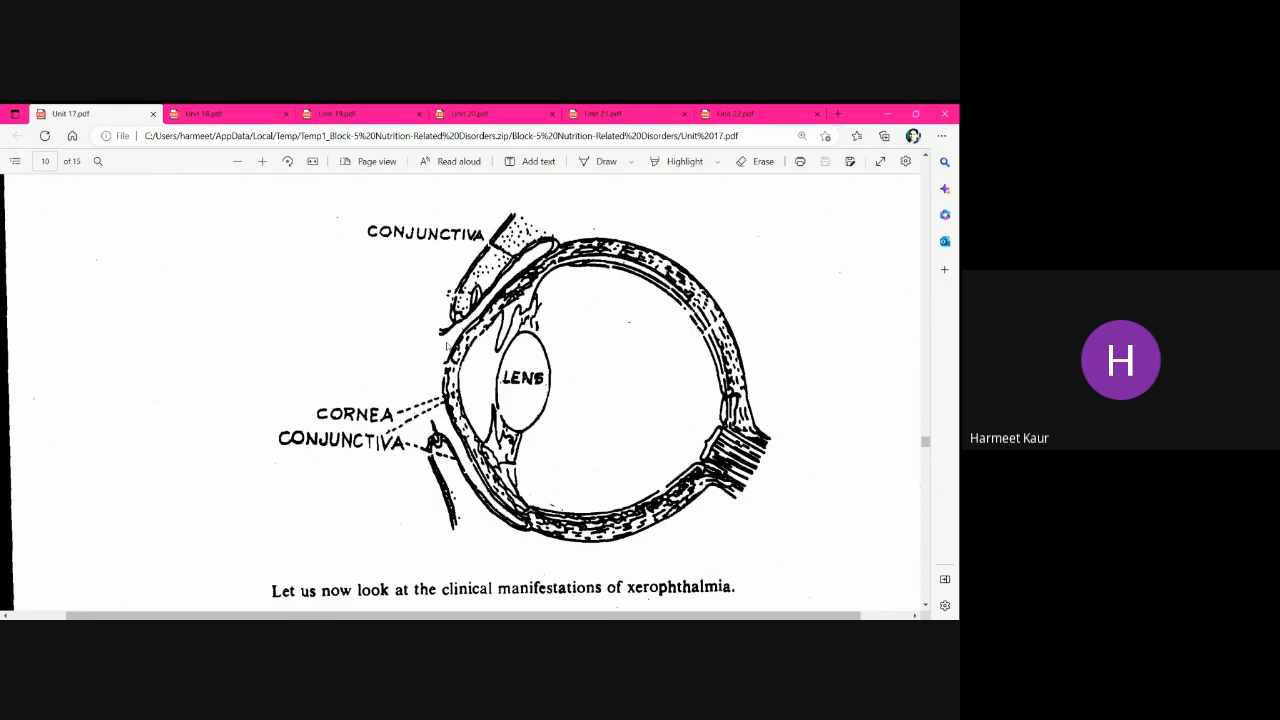 Unit 17.pdf
Unit 18.pdf
Unit 19.pdf
Unit 20.pdf
Unit 21.pdf
Unit 22.pdf
File
C:/Users/harmeet/AppData/Local/Temp/Temp1_Block-5%20Nutrition-Related%20Disorders.zip/Block-5%20Nutrition-Related%20Disorders/Unit%2017.pdf
10 of 15
Page view
Read aloud
Add text
Draw
Highlight
Erase
CONJUNCTIVA
LENS
CORNEA
CONJUNCTIVA
Let us now look at the clinical manifestations of xerophthalmia.
H
Harmeet Kaur